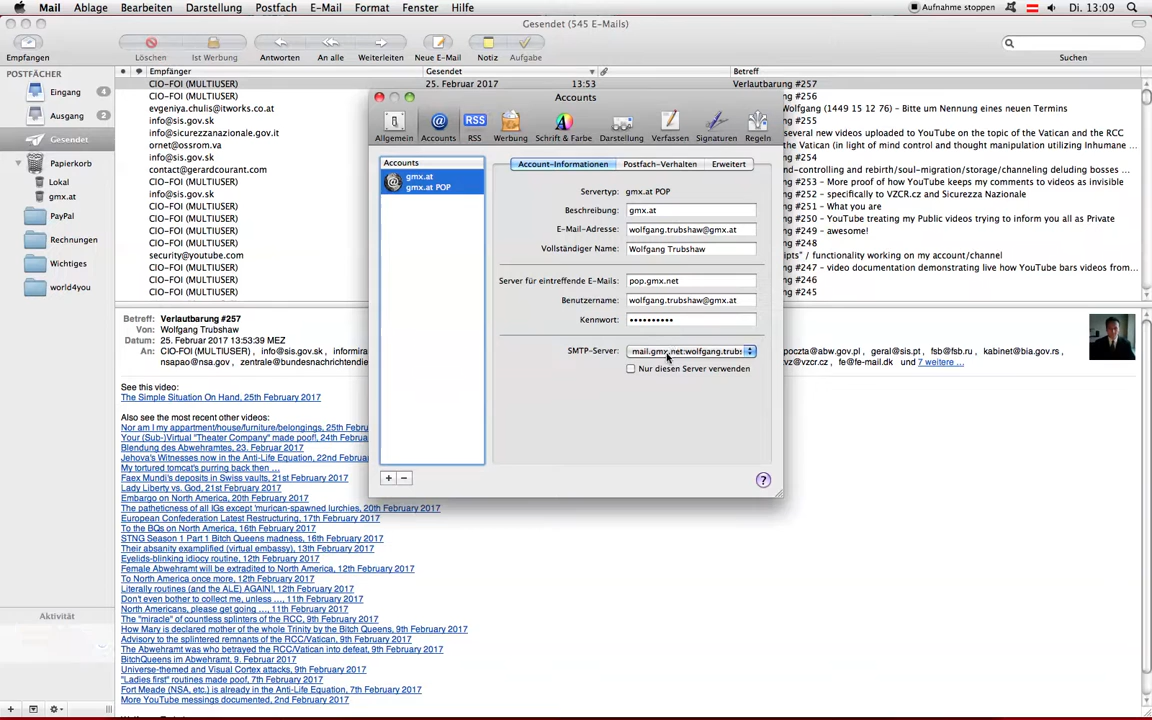 Mail Ablage Bearbeiten Darstellung Postfach E-Mail Format Fenster Hilfe Aufnahme stoppen Di. 13:09
Gesendet (545 E-Mails)
Empfangen Löschen Ist Werbung Antworten An alle Weiterleiten Neue E-Mail Notiz Aufgabe Suchen
POSTFÄCHER
Eingang 4
Ausgang 2
Gesendet
Papierkorb
Lokal
gmx.at
PayPal
Rechnungen
Wichtiges
world4you
Aktivität
Empfänger Gesendet Betreff
CIO-FOI (MULTIUSER) 25. Februar 2017 13:53 Verlautbarung #257
CIO-FOI (MULTIUSER) #256
evgeniya.chulis@itworks.co.at Wolfgang (1449 15 12 76) - Bitte um Nennung eines neuen Termins
info@sis.gov.sk #255
info@sicurezzanazionale.gov.it several new videos uploaded to YouTube on the topic of the Vatican and the RCC
ornet@ossrom.va #254
CIO-FOI (MULTIUSER) Vatican (in light of mind control and thought manipulation utilizing Inhumane
contact@gerardcourant.com and rebirth/soul-migration/storage/channeling deluding bosses …
CIO-FOI (MULTIUSER) #253 - More proof of how YouTube keeps my comments to videos as invisible
info@sis.gov.sk #252 - specifically to VZCR.cz and Sicurezza Nazionale
CIO-FOI (MULTIUSER) #251 - What you are
CIO-FOI (MULTIUSER) #250 - YouTube treating my Public videos trying to inform you all as Private
CIO-FOI (MULTIUSER) #249 - awesome!
CIO-FOI (MULTIUSER) #248
security@youtube.com scripts" / functionality working on my account/channel
CIO-FOI (MULTIUSER) #247 - video documentation demonstrating live how YouTube bars videos from…
CIO-FOI (MULTIUSER) #246
CIO-FOI (MULTIUSER) #245
Accounts
Allgemein Accounts RSS Werbung Schrift & Farbe Darstellung Verfassen Signaturen Regeln
Accounts
gmx.at
gmx.at POP
Account-Informationen Postfach-Verhalten Erweitert
Servertyp: gmx.at POP
Beschreibung: gmx.at
E-Mail-Adresse: wolfgang.trubshaw@gmx.at
Vollständiger Name: Wolfgang Trubshaw
Server für eintreffende E-Mails: pop.gmx.net
Benutzername: wolfgang.trubshaw@gmx.at
Kennwort: ••••••••••
SMTP-Server: mail.gmx.net:wolfgang.trubs
Nur diesen Server verwenden
Betreff: Verlautbarung #257
Von: Wolfgang Trubshaw
Datum: 25. Februar 2017 13:53:39 MEZ
An: CIO-FOI (MULTIUSER) , info@sis.gov.sk , poczta@abw.gov.pl , geral@sis.pt , fsb@fsb.ru , kabinet@bia.gov.rs ,
nsapao@nsa.gov , zentrale@bundesnachrichten vz@vzcr.cz , fe@fe-mail.dk und 7 weitere …
See this video:
The Simple Situation On Hand, 25th February 2017
Also see the most recent other videos:
Nor am I my appartment/house/furniture/belongings, 25th Feb
Your (Sub-)Virtual "Theater Company" made poof!, 24th Februa
Blendung des Abwehramtes, 23. Februar 2017
Jehova's Witnesses now in the Anti-Life Equation, 22nd Februa
My tortured tomcat's purring back then ...
Faex Mundi's deposits in Swiss vaults, 21st February 2017
Lady Liberty vs. God, 21st February 2017
Embargo on North America, 20th February 2017
The patheticness of all IGs except 'murican-spawned lurchies, 20th February 2017
European Confederation Latest Restructuring, 17th February 2017
To the BQs on North America, 16th February 2017
STNG Season 1 Part 1 Bitch Queens madness, 16th February 2017
Their absanity examplified (virtual embassy), 13th February 2017
Eyelids-blinking idiocy routine, 12th February 2017
Female Abwehramt will be extradited to North America, 12th February 2017
To North America once more, 12th February 2017
Literally routines (and the ALE) AGAIN!, 12th February 2017
Don't even bother to collect me, unless ..., 11th February 2017
North Americans, please get going ..., 11th February 2017
The "miracle" of countless splinters of the RCC, 9th February 2017
How Mary is declared mother of the whole Trinity by the Bitch Queens, 9th February 2017
Advisory to the splintered remnants of the RCC/Vatican, 9th February 2017
The Abwehramt was who betrayed the RCC/Vatican into defeat, 9th February 2017
BitchQueens im Abwehramt, 9. Februar 2017
Universe-themed and Visual Cortex attacks, 9th February 2017
"Ladies first" routines made poof, 7th February 2017
Fort Meade (NSA, etc.) is already in the Anti-Life Equation, 7th February 2017
More YouTube messings documented, 2nd February 2017